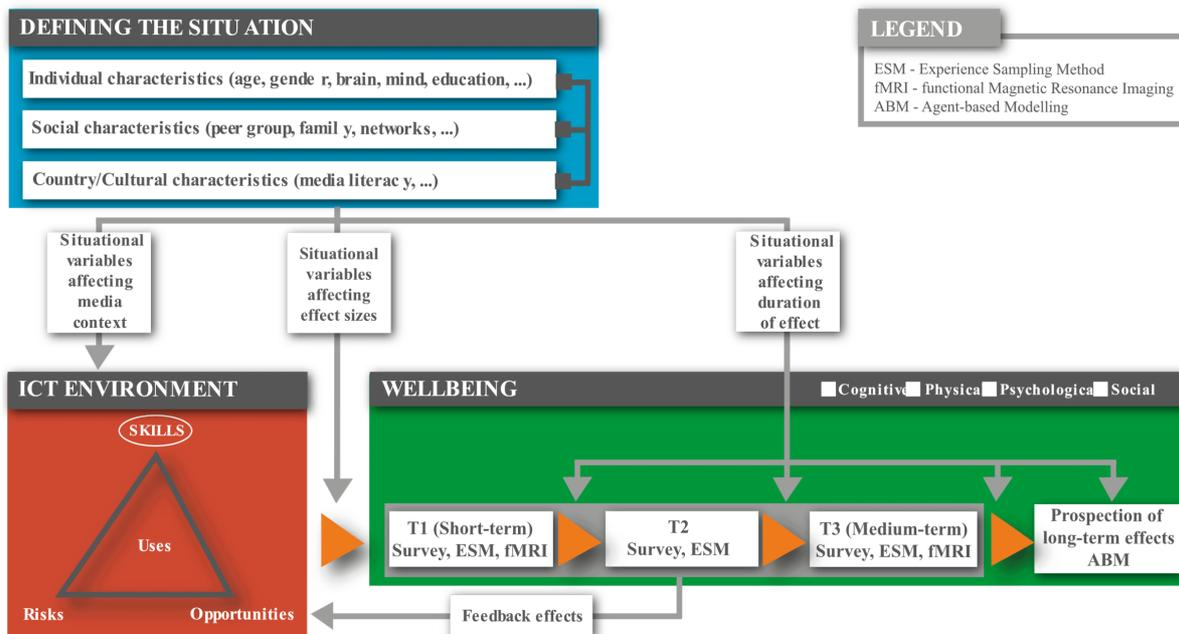 DEFINING THE SITU ATION
Individual characteristics (age, gende r, brain, mind, education, ...)
Social characteristics (peer group, famil y, networks, ...)
Country/Cultural characteristics (media literac y, ...)
LEGEND
ESM - Experience Sampling Method
fMRI - functional Magnetic Resonance Imaging
ABM - Agent-based Modelling
Situational
variables
affecting
media
context
Situational
variables
affecting
effect sizes
Situational
variables
affecting
duration
of effect
ICT ENVIRONMENT
SKILLS
Uses
Risks
Opportunities
WELLBEING
Cognitive Physica Psychologica Social
T1 (Short-term)
Survey, ESM, fMRI
T2
Survey, ESM
T3 (Medium-term)
Survey, ESM, fMRI
Prospection of
long-term effects
ABM
Feedback effects